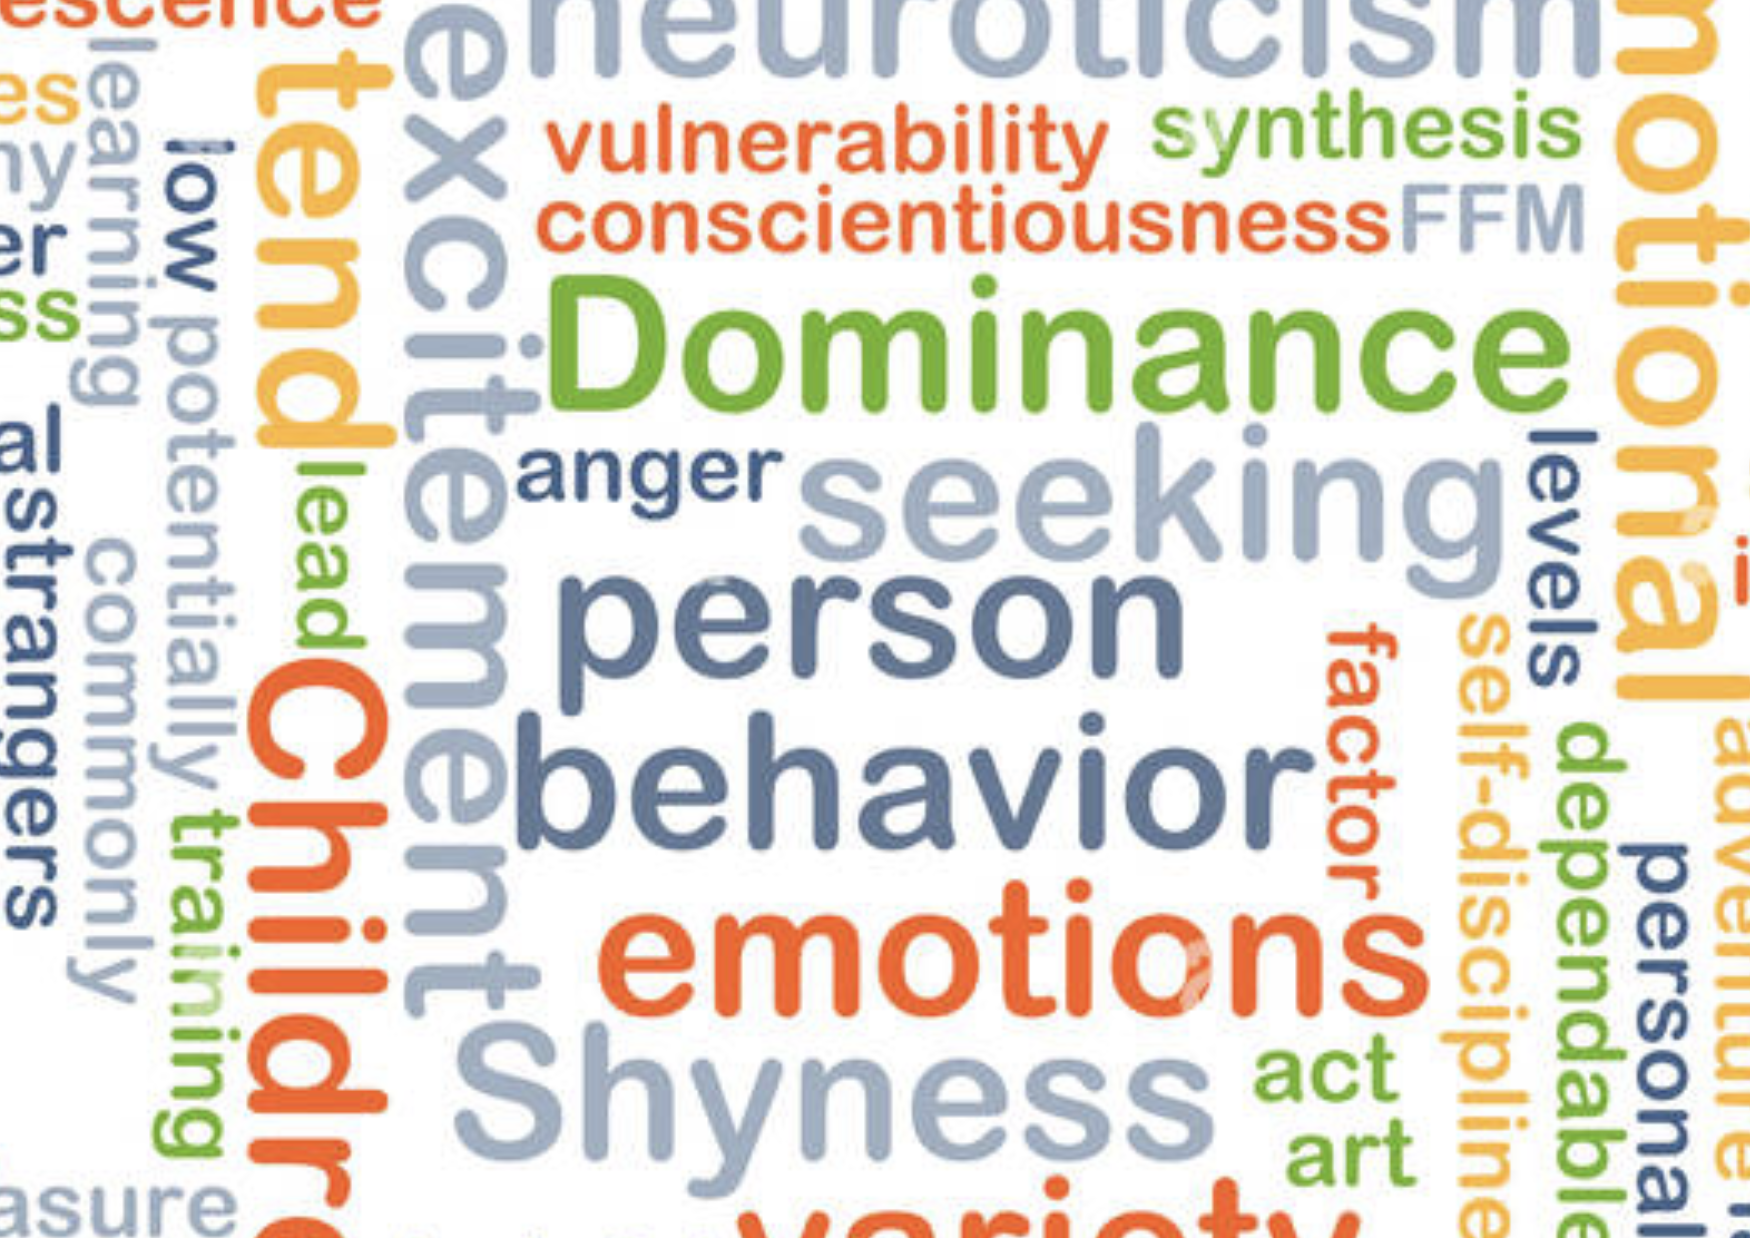 escence
neuroticism
es
learning
low
tend
excitement
vulnerability
synthesis
conscientiousness
FFM
motional
ny
er
ss
potentially
Dominance
al
strangers
commonly
lead
anger
seeking
levels
person
factor
self-discipline
behavior
dependable
personal
adventure
training
Childre
emotions
Shyness
act
art
asure
variety